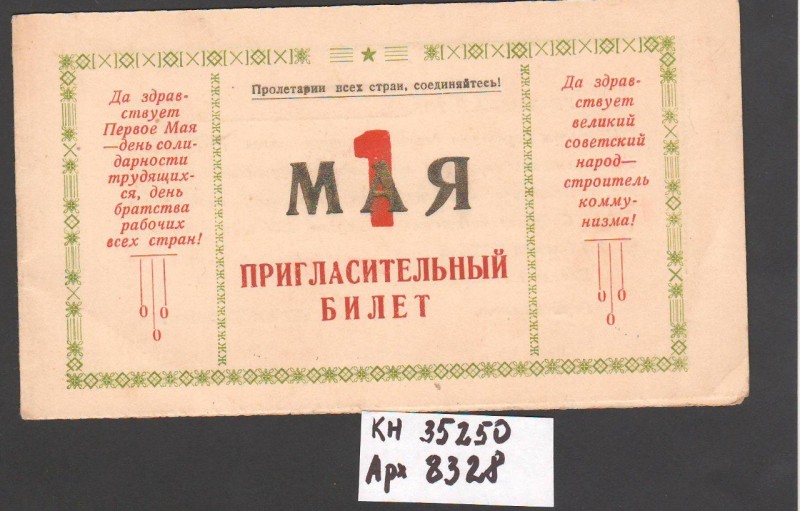 Пролетарии всех стран, соединяйтесь!
Да здрав-
ствует
Первое Мая
—день соли-
дарности
трудящих-
ся, день
братства
рабочих
всех стран!
1
МАЯ
ПРИГЛАСИТЕЛЬНЫЙ
БИЛЕТ
Да здрав-
ствует
великий
советский
народ—
строитель
комму-
низма!
КН 35250
Арх 8328